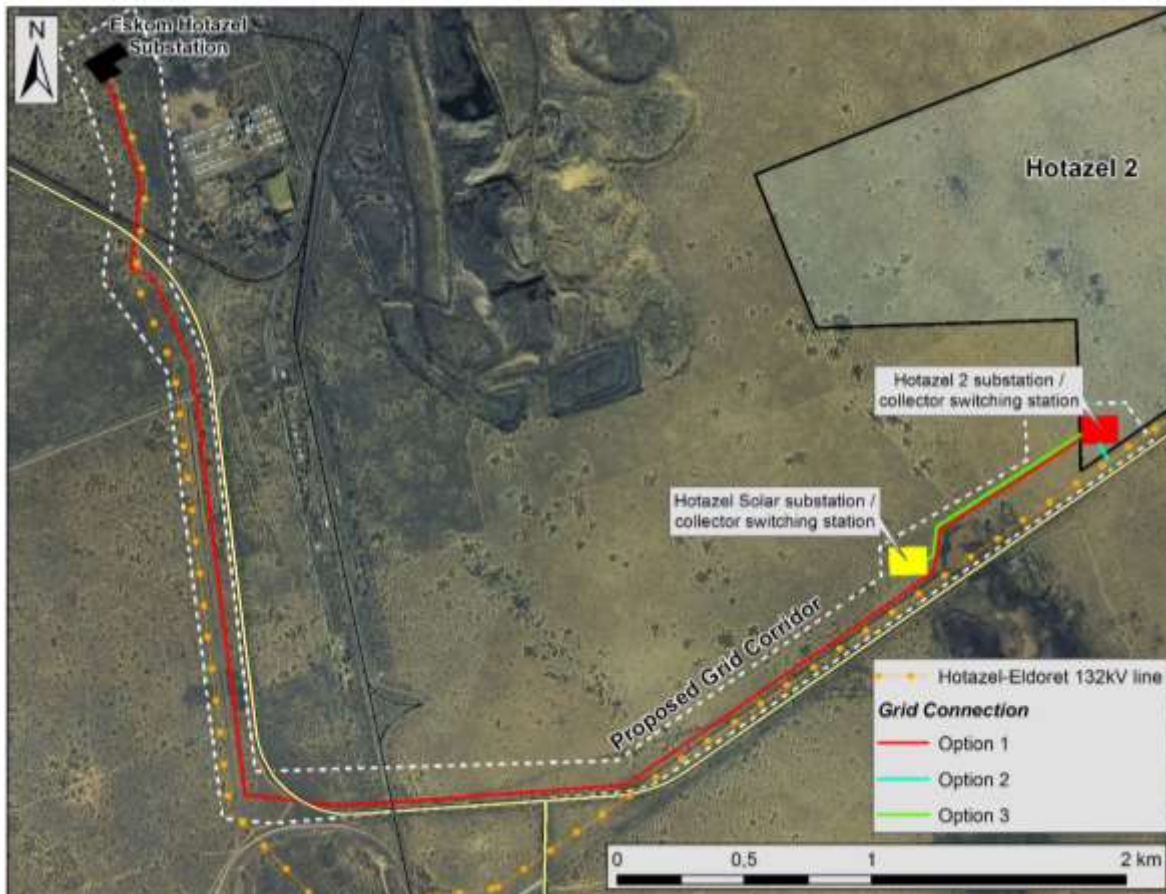 N
Eskom Hotazel
Substation
Hotazel 2
Hotazel 2 substation /
collector switching station
Hotazel Solar substation /
collector switching station
Proposed Grid Corridor
Hotazel-Eldoret 132kV line
Grid Connection
Option 1
Option 2
Option 3
0 0,5 1 2 km